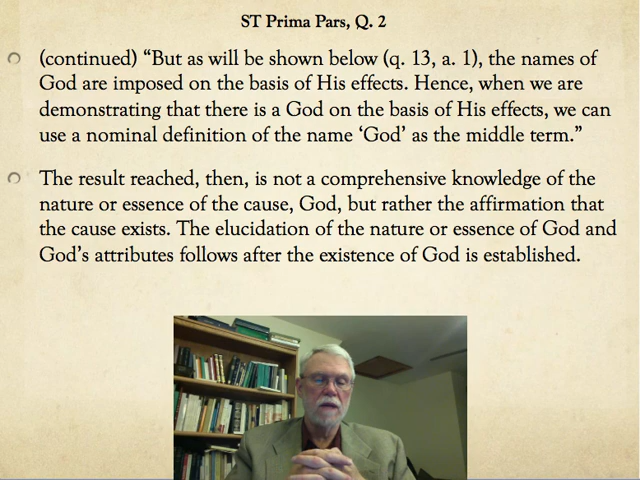 ST Prima Pars, Q. 2
(continued) “But as will be shown below (q. 13, a. 1), the names of
God are imposed on the basis of His effects. Hence, when we are
demonstrating that there is a God on the basis of His effects, we can
use a nominal definition of the name ‘God’ as the middle term.”
The result reached, then, is not a comprehensive knowledge of the
nature or essence of the cause, God, but rather the affirmation that
the cause exists. The elucidation of the nature or essence of God and
God’s attributes follows after the existence of God is established.